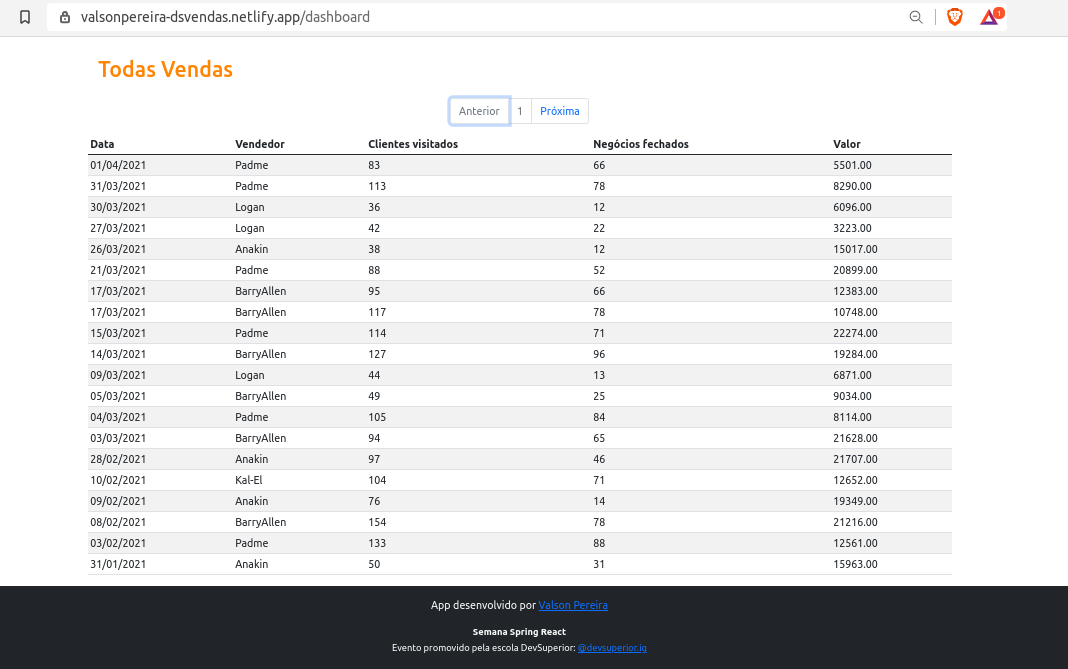 valsonpereira-dsvendas.netlify.app/dashboard 1
Todas Vendas
Anterior 1 Próxima
Data Vendedor Clientes visitados Negócios fechados Valor
01/04/2021 Padme 83 66 5501.00
31/03/2021 Padme 113 78 8290.00
30/03/2021 Logan 36 12 6096.00
27/03/2021 Logan 42 22 3223.00
26/03/2021 Anakin 38 12 15017.00
21/03/2021 Padme 88 52 20899.00
17/03/2021 BarryAllen 95 66 12383.00
17/03/2021 BarryAllen 117 78 10748.00
15/03/2021 Padme 114 71 22274.00
14/03/2021 BarryAllen 127 96 19284.00
09/03/2021 Logan 44 13 6871.00
05/03/2021 BarryAllen 49 25 9034.00
04/03/2021 Padme 105 84 8114.00
03/03/2021 BarryAllen 94 65 21628.00
28/02/2021 Anakin 97 46 21707.00
10/02/2021 Kal-El 104 71 12652.00
09/02/2021 Anakin 76 14 19349.00
08/02/2021 BarryAllen 154 78 21216.00
03/02/2021 Padme 133 88 12561.00
31/01/2021 Anakin 50 31 15963.00
App desenvolvido por Valson Pereira
Semana Spring React
Evento promovido pela escola DevSuperior: @devsuperior.ig